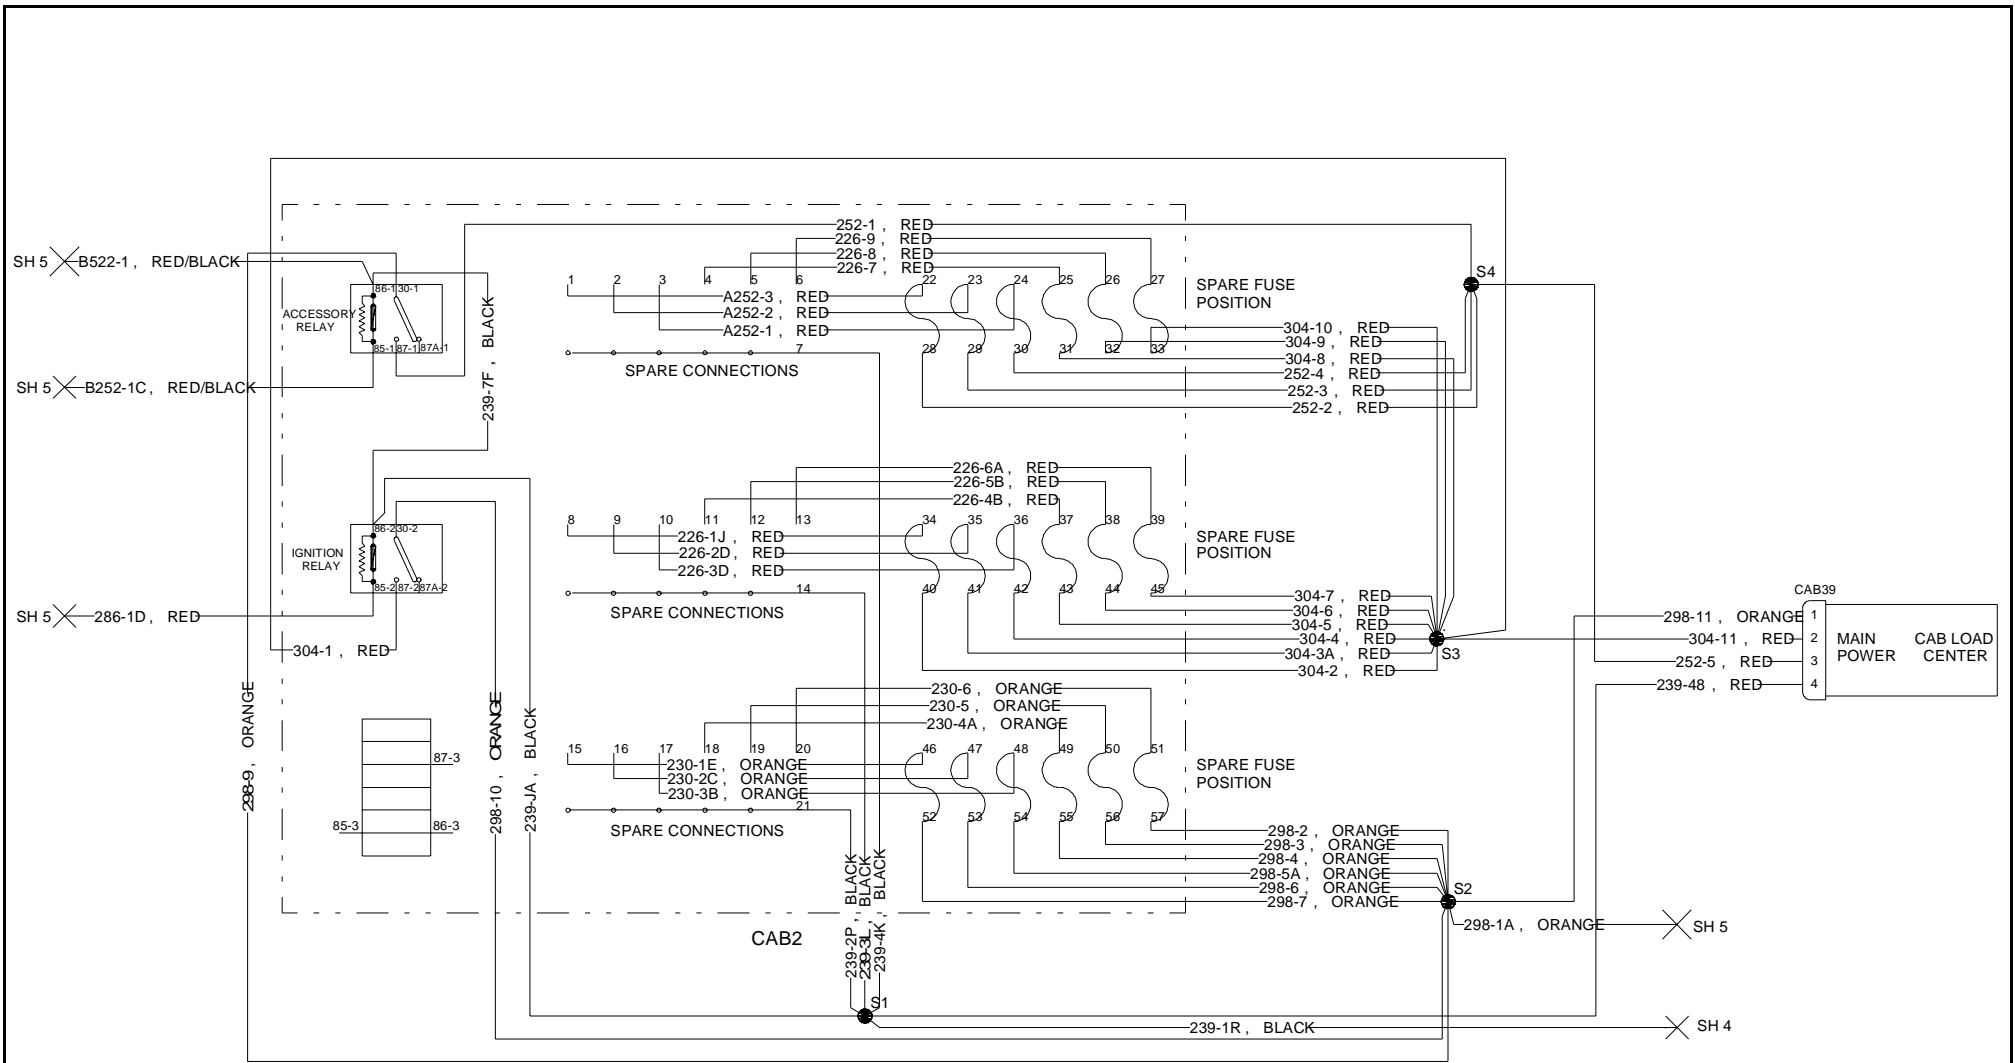 252-1 , RED
226-9 , RED
226-8 , RED
226-7 , RED
SH 5 B522-1 , RED/BLACK
86-1 30-1
ACCESSORY
RELAY
85-1 87-1 87A-1
SH 5 B252-1C , RED/BLACK
239-7F , BLACK
1 2 3 4 5 6
A252-3 , RED
A252-2 , RED
A252-1 , RED
7
SPARE CONNECTIONS
22 23 24 25 26 27
28 29 30 31 32 33
SPARE FUSE
POSITION
S4
304-10 , RED
304-9 , RED
304-8 , RED
252-4 , RED
252-3 , RED
252-2 , RED
226-6A , RED
226-5B , RED
226-4B , RED
86-2 30-2
IGNITION
RELAY
85-2 87-2 87A-2
SH 5 286-1D , RED
304-1 , RED
8 9 10 11 12 13
226-1J , RED
226-2D , RED
226-3D , RED
14
SPARE CONNECTIONS
34 35 36 37 38 39
40 41 42 43 44 45
SPARE FUSE
POSITION
304-7 , RED
304-6 , RED
304-5 , RED
304-4 , RED
304-3A , RED
304-2 , RED
S3
CAB39
298-11 , ORANGE 1
304-11 , RED 2
252-5 , RED 3
239-48 , RED 4
MAIN
POWER
CAB LOAD
CENTER
298-9 , ORANGE
298-10 , ORANGE
239-JA , BLACK
87-3
85-3 86-3
230-6 , ORANGE
230-5 , ORANGE
230-4A , ORANGE
15 16 17 18 19 20
230-1E , ORANGE
230-2C , ORANGE
230-3B , ORANGE
21
SPARE CONNECTIONS
46 47 48 49 50 51
52 53 54 55 56 57
SPARE FUSE
POSITION
298-2 , ORANGE
298-3 , ORANGE
298-4 , ORANGE
298-5A , ORANGE
298-6 , ORANGE
298-7 , ORANGE
S2
298-1A , ORANGE SH 5
CAB2
239-2P , BLACK
239-3L , BLACK
239-4K , BLACK
S1
239-1R , BLACK SH 4